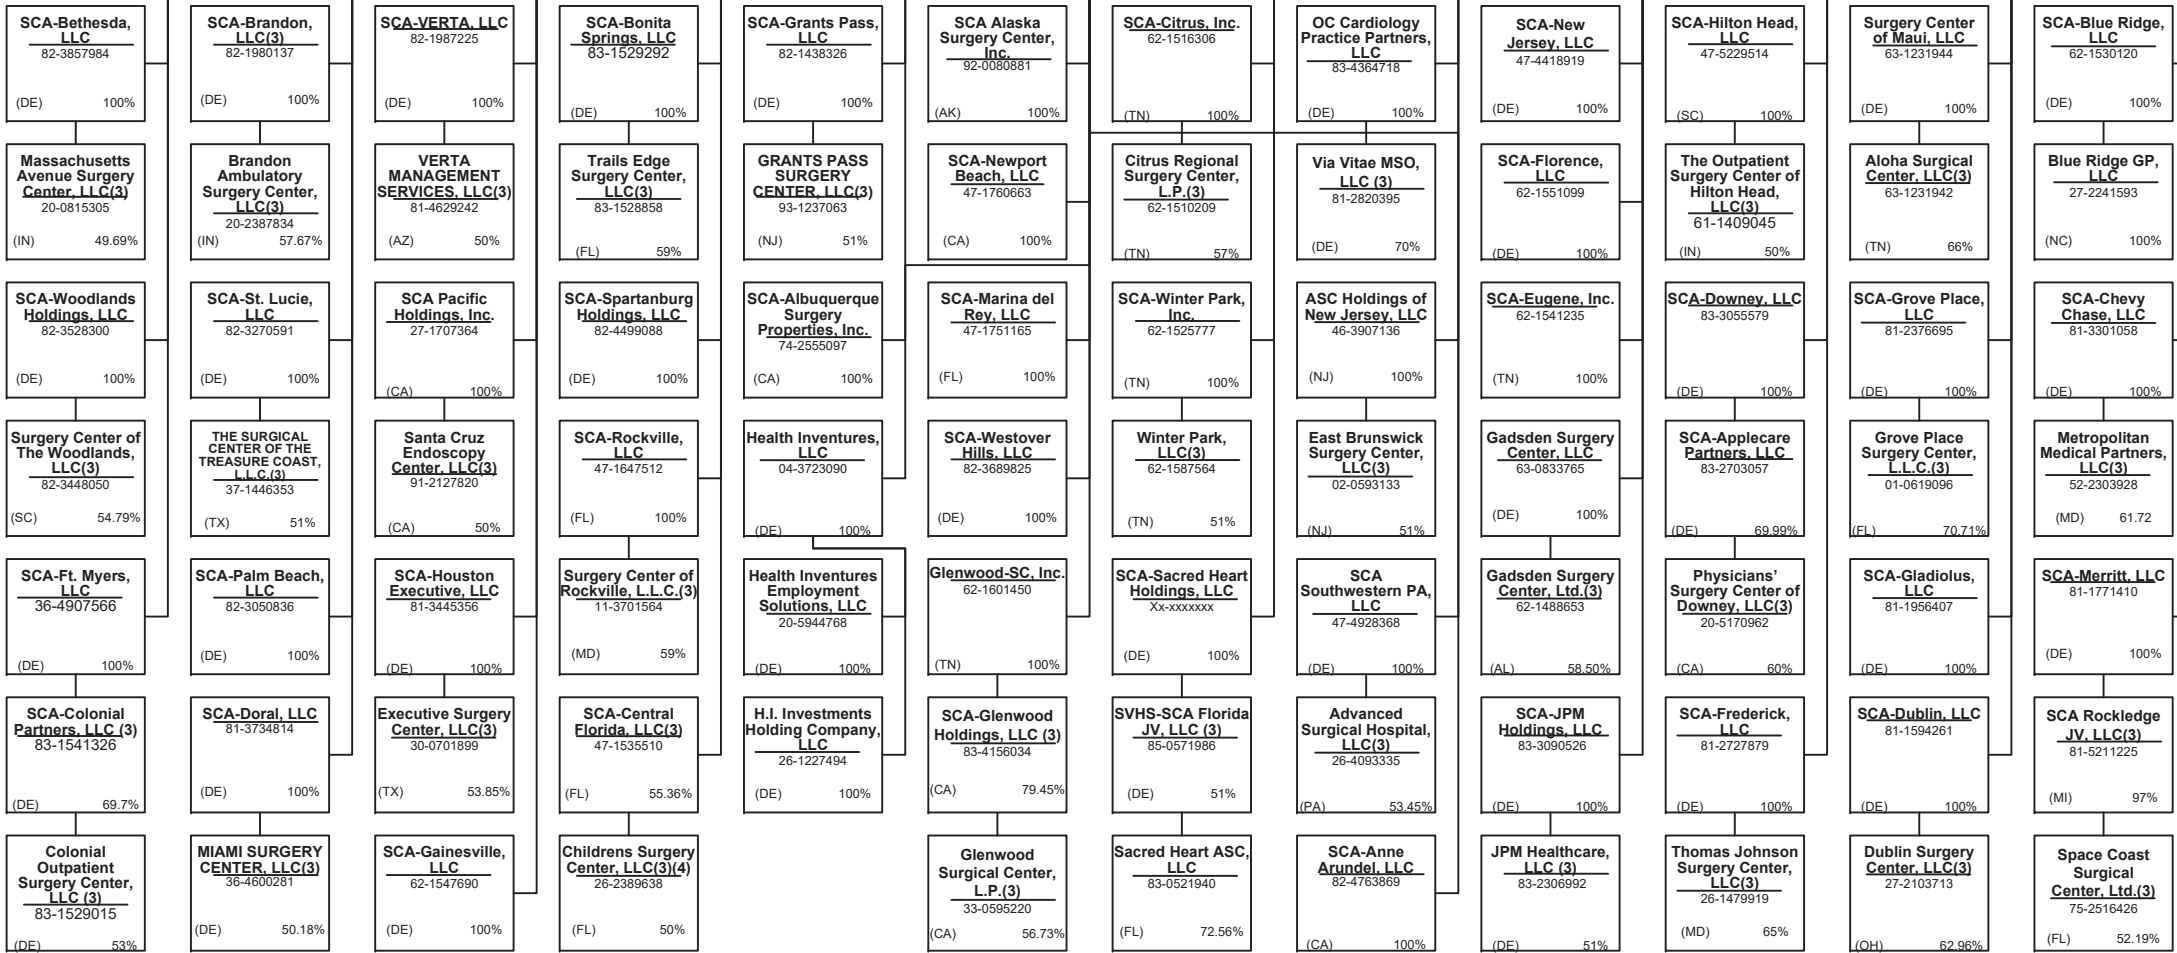 SCA-Bethesda,
LLC
82-3857984
(DE) 100%
SCA-Brandon,
LLC(3)
82-1980137
(DE) 100%
SCA-VERTA, LLC
82-1987225
(DE) 100%
SCA-Bonita
Springs, LLC
83-1529292
(DE) 100%
SCA-Grants Pass,
LLC
82-1438326
(DE) 100%
SCA Alaska
Surgery Center,
Inc.
92-0080881
(AK) 100%
SCA-Citrus, Inc.
62-1516306
(TN) 100%
OC Cardiology
Practice Partners,
LLC
83-4364718
(DE) 100%
SCA-New
Jersey, LLC
47-4418919
(DE) 100%
SCA-Hilton Head,
LLC
47-5229514
(SC) 100%
Surgery Center
of Maui, LLC
63-1231944
(DE) 100%
SCA-Blue Ridge,
LLC
62-1530120
(DE) 100%
Massachusetts
Avenue Surgery
Center, LLC(3)
20-0815305
(IN) 49.69%
Brandon
Ambulatory
Surgery Center,
LLC(3)
20-2387834
(IN) 57.67%
VERTA
MANAGEMENT
SERVICES, LLC(3)
81-4629242
(AZ) 50%
Trails Edge
Surgery Center,
LLC(3)
83-1528858
(FL) 59%
GRANTS PASS
SURGERY
CENTER, LLC(3)
93-1237063
(NJ) 51%
SCA-Newport
Beach, LLC
47-1760663
(CA) 100%
Citrus Regional
Surgery Center,
L.P.(3)
62-1510209
(TN) 57%
Via Vitae MSO,
LLC (3)
81-2820395
(DE) 70%
SCA-Florence,
LLC
62-1551099
(DE) 100%
The Outpatient
Surgery Center of
Hilton Head,
LLC(3)
61-1409045
(IN) 50%
Aloha Surgical
Center, LLC(3)
63-1231942
(TN) 66%
Blue Ridge GP,
LLC
27-2241593
(NC) 100%
SCA-Woodlands
Holdings, LLC
82-3528300
(DE) 100%
SCA-St. Lucie,
LLC
82-3270591
(DE) 100%
SCA Pacific
Holdings, Inc.
27-1707364
(CA) 100%
SCA-Spartanburg
Holdings, LLC
82-4499088
(DE) 100%
SCA-Albuquerque
Surgery
Properties, Inc.
74-2555097
(CA) 100%
SCA-Marina del
Rey, LLC
47-1751165
(FL) 100%
SCA-Winter Park,
Inc.
62-1525777
(TN) 100%
ASC Holdings of
New Jersey, LLC
46-3907136
(NJ) 100%
SCA-Eugene, Inc.
62-1541235
(TN) 100%
SCA-Downey, LLC
83-3055579
(DE) 100%
SCA-Grove Place,
LLC
81-2376695
(DE) 100%
SCA-Chevy
Chase, LLC
81-3301058
(DE) 100%
Surgery Center of
The Woodlands,
LLC(3)
82-3448050
(SC) 54.79%
THE SURGICAL
CENTER OF THE
TREASURE COAST,
L.L.C.(3)
37-1446353
(TX) 51%
Santa Cruz
Endoscopy
Center, LLC(3)
91-2127820
(CA) 50%
SCA-Rockville,
LLC
47-1647512
(FL) 100%
Health Inventures,
LLC
04-3723090
(DE) 100%
SCA-Westover
Hills, LLC
82-3689825
(DE) 100%
Winter Park,
LLC(3)
62-1587564
(TN) 51%
East Brunswick
Surgery Center,
LLC(3)
02-0593133
(NJ) 51%
Gadsden Surgery
Center, LLC
63-0833765
(DE) 100%
SCA-Applecare
Partners, LLC
83-2703057
(DE) 69.99%
Grove Place
Surgery Center,
L.L.C.(3)
01-0619096
(FL) 70.71%
Metropolitan
Medical Partners,
LLC(3)
52-2303928
(MD) 61.72
SCA-Ft. Myers,
LLC
36-4907566
(DE) 100%
SCA-Palm Beach,
LLC
82-3050836
(DE) 100%
SCA-Houston
Executive, LLC
81-3445356
(DE) 100%
Surgery Center of
Rockville, L.L.C.(3)
11-3701564
(MD) 59%
Health Inventures
Employment
Solutions, LLC
20-5944768
(DE) 100%
Glenwood-SC, Inc.
62-1601450
(TN) 100%
SCA-Sacred Heart
Holdings, LLC
Xx-xxxxxxx
(DE) 100%
SCA
Southwestern PA,
LLC
47-4928368
(DE) 100%
Gadsden Surgery
Center, Ltd.(3)
62-1488653
(AL) 58.50%
Physicians’
Surgery Center of
Downey, LLC(3)
20-5170962
(CA) 60%
SCA-Gladiolus,
LLC
81-1956407
(DE) 100%
SCA-Merritt, LLC
81-1771410
(DE) 100%
SCA-Colonial
Partners, LLC (3)
83-1541326
(DE) 69.7%
SCA-Doral, LLC
81-3734814
(DE) 100%
Executive Surgery
Center, LLC(3)
30-0701899
(TX) 53.85%
SCA-Central
Florida, LLC(3)
47-1535510
(FL) 55.36%
H.I. Investments
Holding Company,
LLC
26-1227494
(DE) 100%
SCA-Glenwood
Holdings, LLC (3)
83-4156034
(CA) 79.45%
SVHS-SCA Florida
JV, LLC (3)
85-0571986
(DE) 51%
Advanced
Surgical Hospital,
LLC(3)
26-4093335
(PA) 53.45%
SCA-JPM
Holdings, LLC
83-3090526
(DE) 100%
SCA-Frederick,
LLC
81-2727879
(DE) 100%
SCA-Dublin, LLC
81-1594261
(DE) 100%
SCA Rockledge
JV, LLC(3)
81-5211225
(MI) 97%
Colonial
Outpatient
Surgery Center,
LLC (3)
83-1529015
(DE) 53%
MIAMI SURGERY
CENTER, LLC(3)
36-4600281
(DE) 50.18%
SCA-Gainesville,
LLC
62-1547690
(DE) 100%
Childrens Surgery
Center, LLC(3)(4)
26-2389638
(FL) 50%
Glenwood
Surgical Center,
L.P.(3)
33-0595220
(CA) 56.73%
Sacred Heart ASC,
LLC
83-0521940
(FL) 72.56%
SCA-Anne
Arundel, LLC
82-4763869
(CA) 100%
JPM Healthcare,
LLC (3)
83-2306992
(DE) 51%
Thomas Johnson
Surgery Center,
LLC(3)
26-1479919
(MD) 65%
Dublin Surgery
Center, LLC(3)
27-2103713
(OH) 62.96%
Space Coast
Surgical
Center, Ltd.(3)
75-2516426
(FL) 52.19%